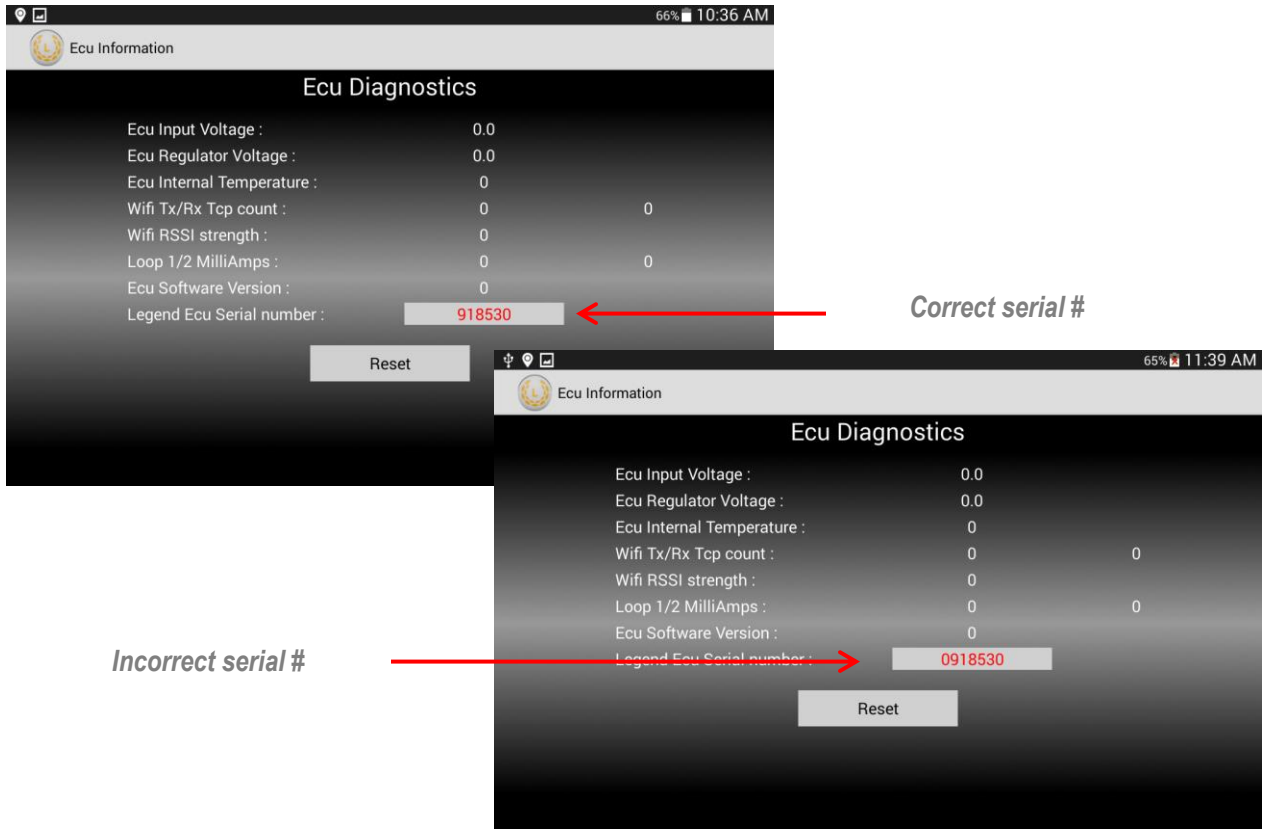 66% 10:36 AM
Ecu Information
Ecu Diagnostics
Ecu Input Voltage : 0.0
Ecu Regulator Voltage : 0.0
Ecu Internal Temperature : 0
Wifi Tx/Rx Tcp count : 0 0
Wifi RSSI strength : 0
Loop 1/2 MilliAmps : 0 0
Ecu Software Version : 0
Legend Ecu Serial number : 918530
Reset
Correct serial #
65% 11:39 AM
Ecu Information
Ecu Diagnostics
Ecu Input Voltage : 0.0
Ecu Regulator Voltage : 0.0
Ecu Internal Temperature : 0
Wifi Tx/Rx Tcp count : 0 0
Wifi RSSI strength : 0
Loop 1/2 MilliAmps : 0 0
Ecu Software Version : 0
Legend Ecu Serial number : 0918530
Reset
Incorrect serial #